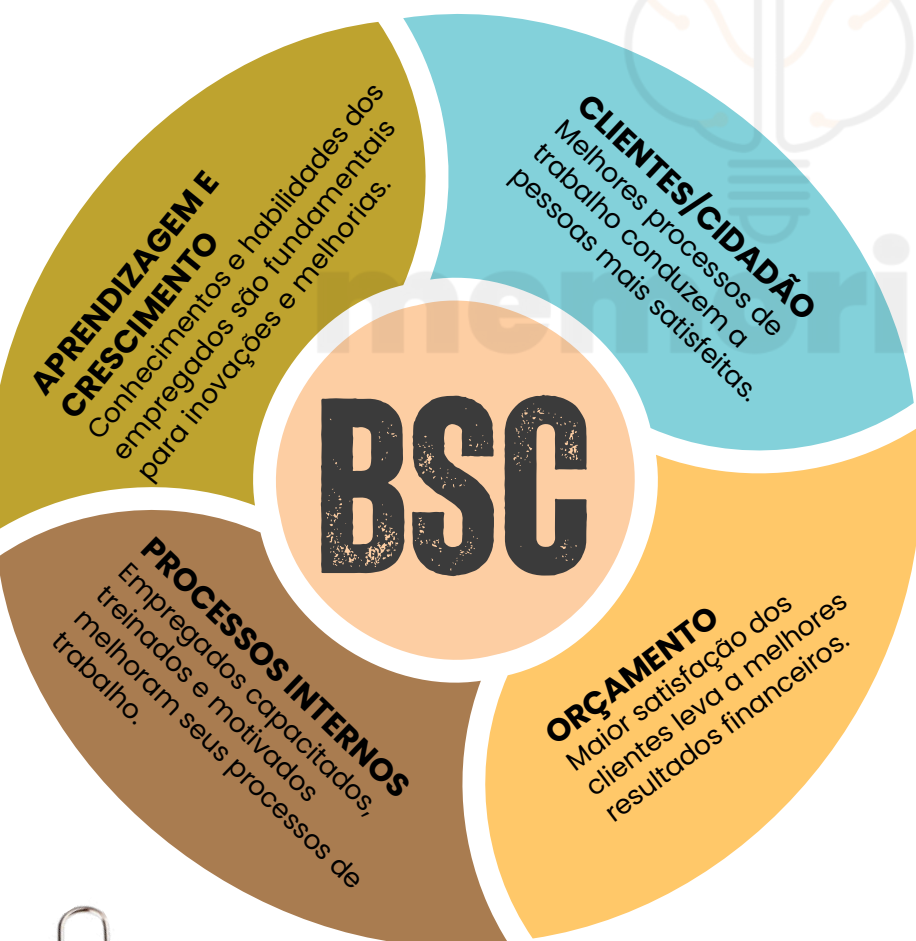 APRENDIZAGEM E
CRESCIMENTO
Conhecimentos e habilidades dos
empregados são fundamentais
para inovações e melhorias.
CLIENTES/CIDADÃO
Melhores processos de
trabalho conduzem a
pessoas mais satisfeitas.
memori
BSC
PROCESSOS INTERNOS
Empregados capacitados,
treinados e motivados
melhoram seus processos de
trabalho.
ORÇAMENTO
Maior satisfação dos
clientes leva a melhores
resultados financeiros.